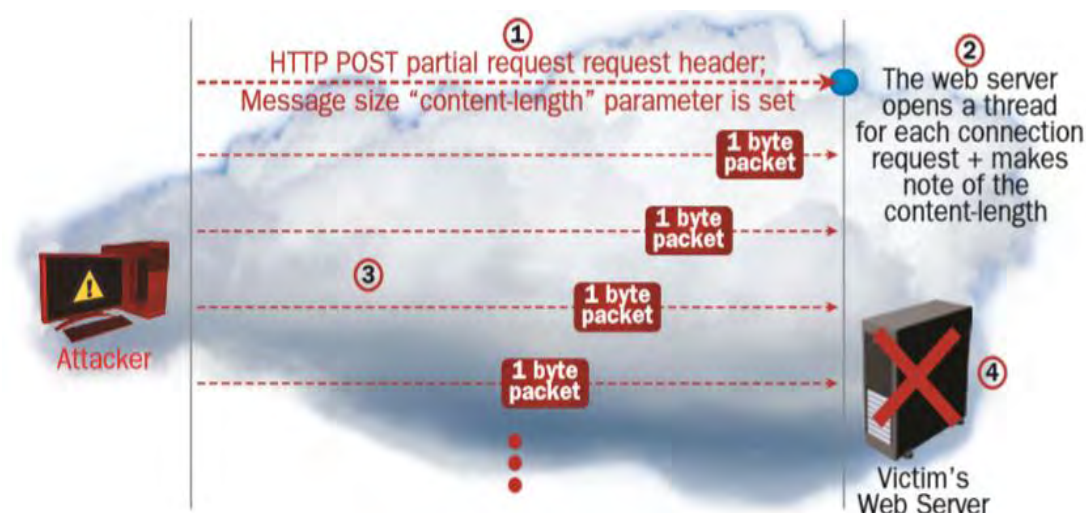 ①
HTTP POST partial request request header;
Message size "content-length" parameter is set
②
The web server
opens a thread
for each connection
request + makes
note of the
content-length
1 byte
packet
1 byte
packet
③
1 byte
packet
1 byte
packet
Attacker
④
Victim's
Web Server